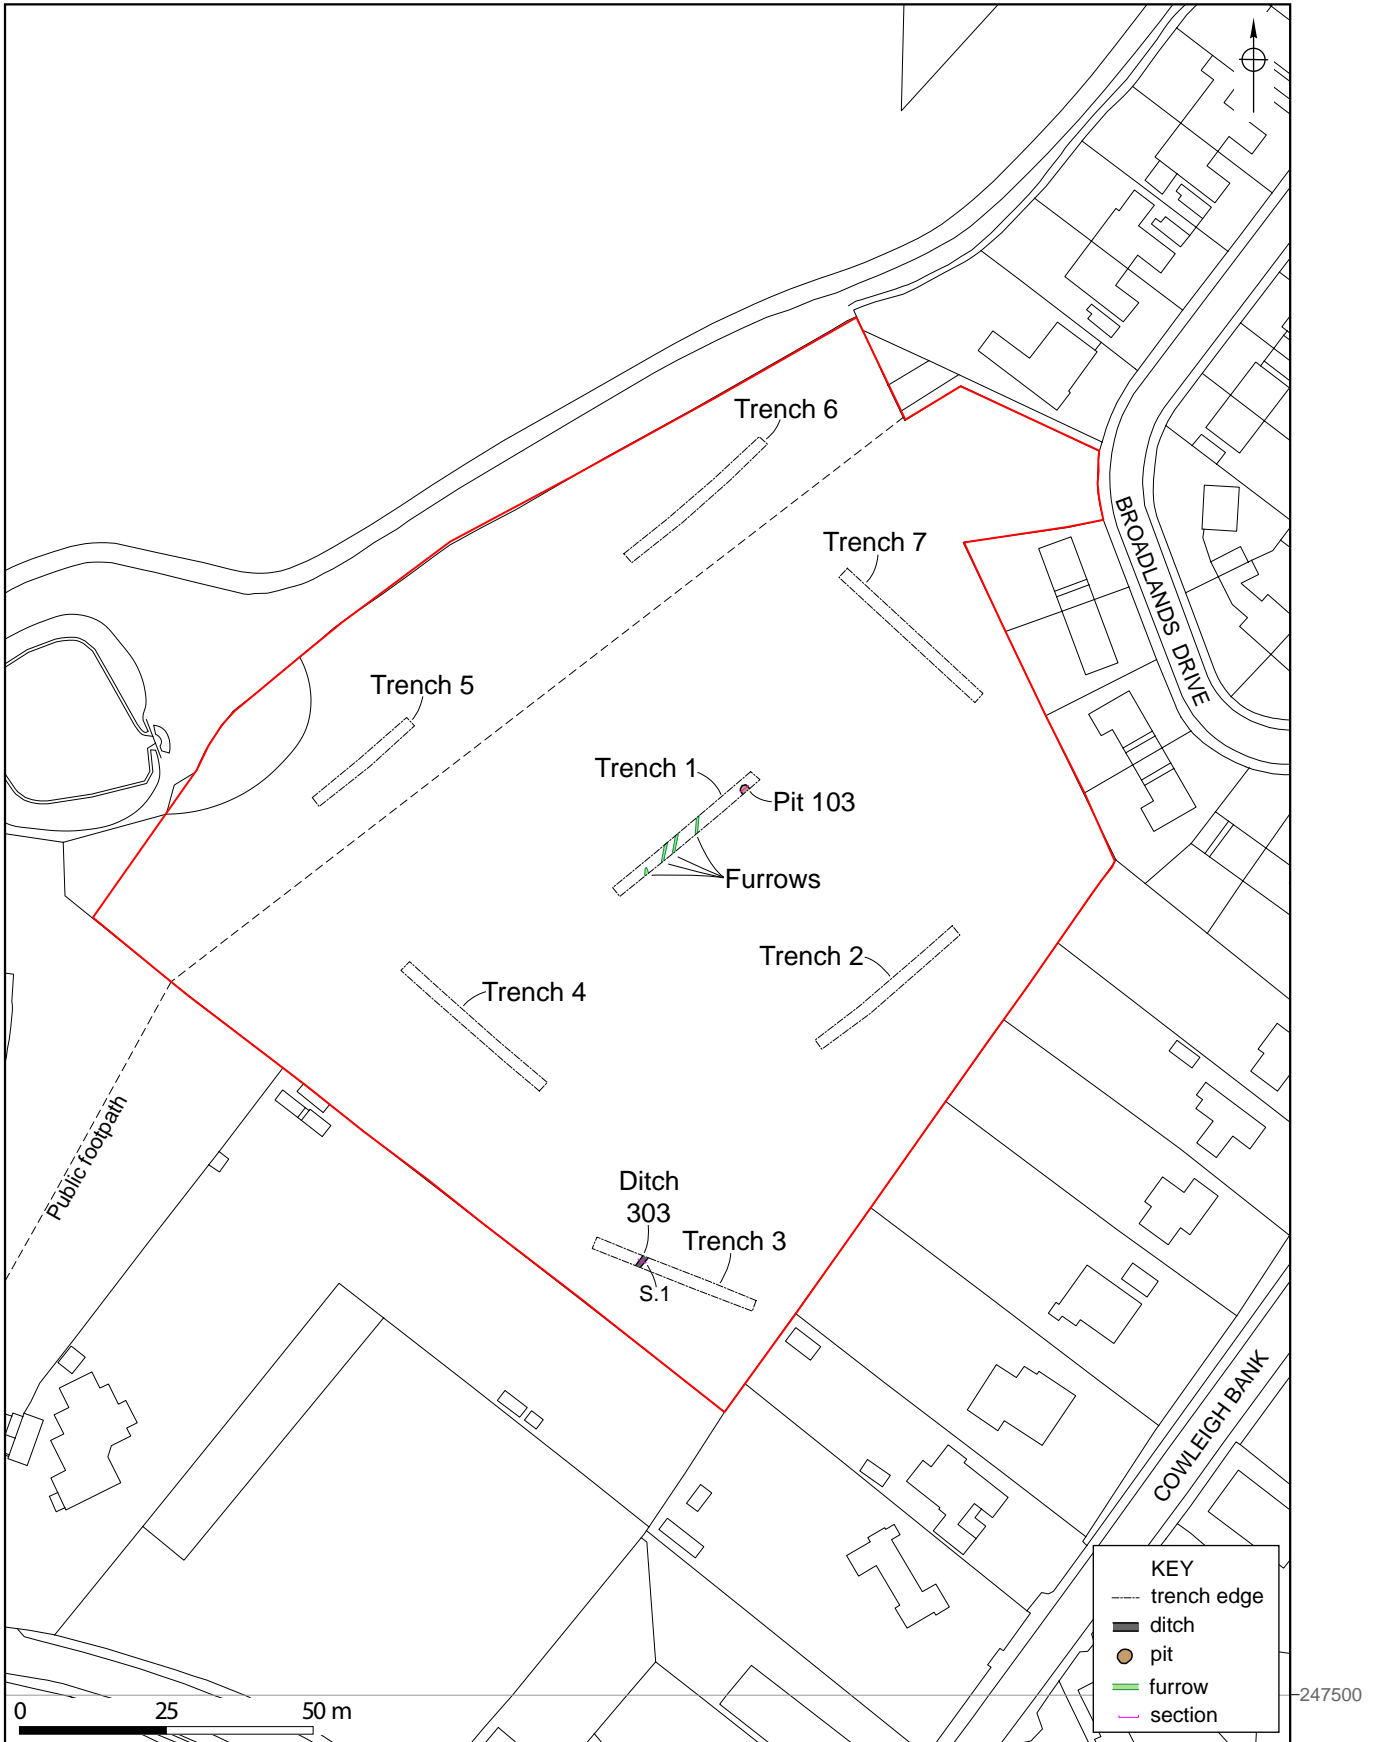 Trench 6
Trench 7
BROADLANDS DRIVE
Trench 5
Trench 1
Pit 103
Furrows
Trench 2
Trench 4
Public footpath
Ditch
303
Trench 3
S.1
COWLEIGH BANK
KEY
trench edge
ditch
pit
furrow
section
247500
0 25 50 m